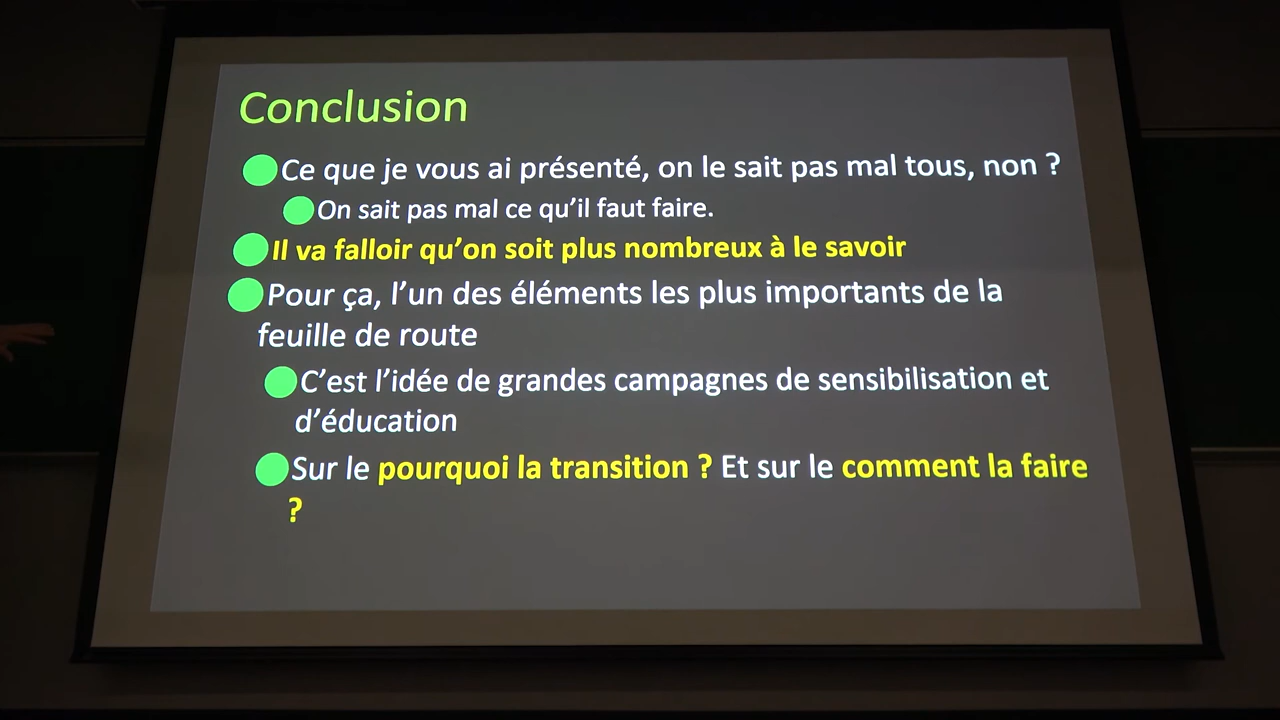 Conclusion
Ce que je vous ai présenté, on le sait pas mal tous, non ?
On sait pas mal ce qu'il faut faire.
Il va falloir qu'on soit plus nombreux à le savoir
Pour ça, l'un des éléments les plus importants de la
feuille de route
C'est l'idée de grandes campagnes de sensibilisation et
d'éducation
Sur le pourquoi la transition ? Et sur le comment la faire
?